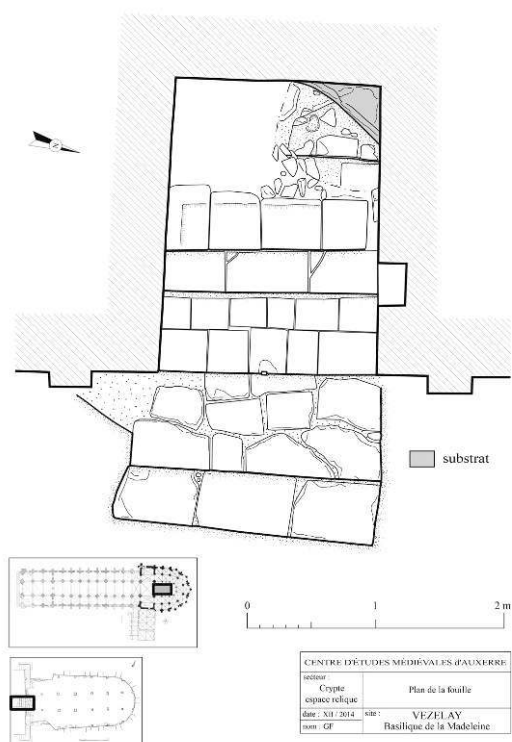 N
substrat
0 1 2 m
CENTRE D'ÉTUDES MÉDIÉVALES d'AUXERRE
secteur :
Crypte
espace relique
Plan de la fouille
date : XII / 2014
nom : GF
site : VEZELAY
Basilique de la Madeleine